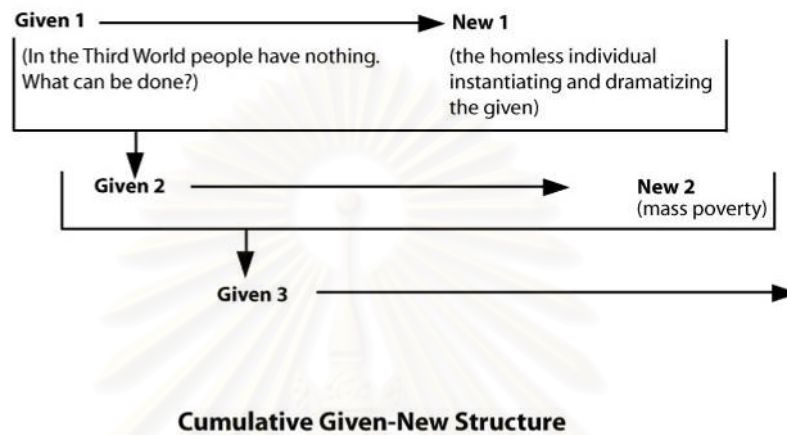 Given 1 New 1
(In the Third World people have nothing. (the homless individual
What can be done?) instantiating and dramatizing
the given)
Given 2 New 2
(mass poverty)
Given 3
Cumulative Given-New Structure